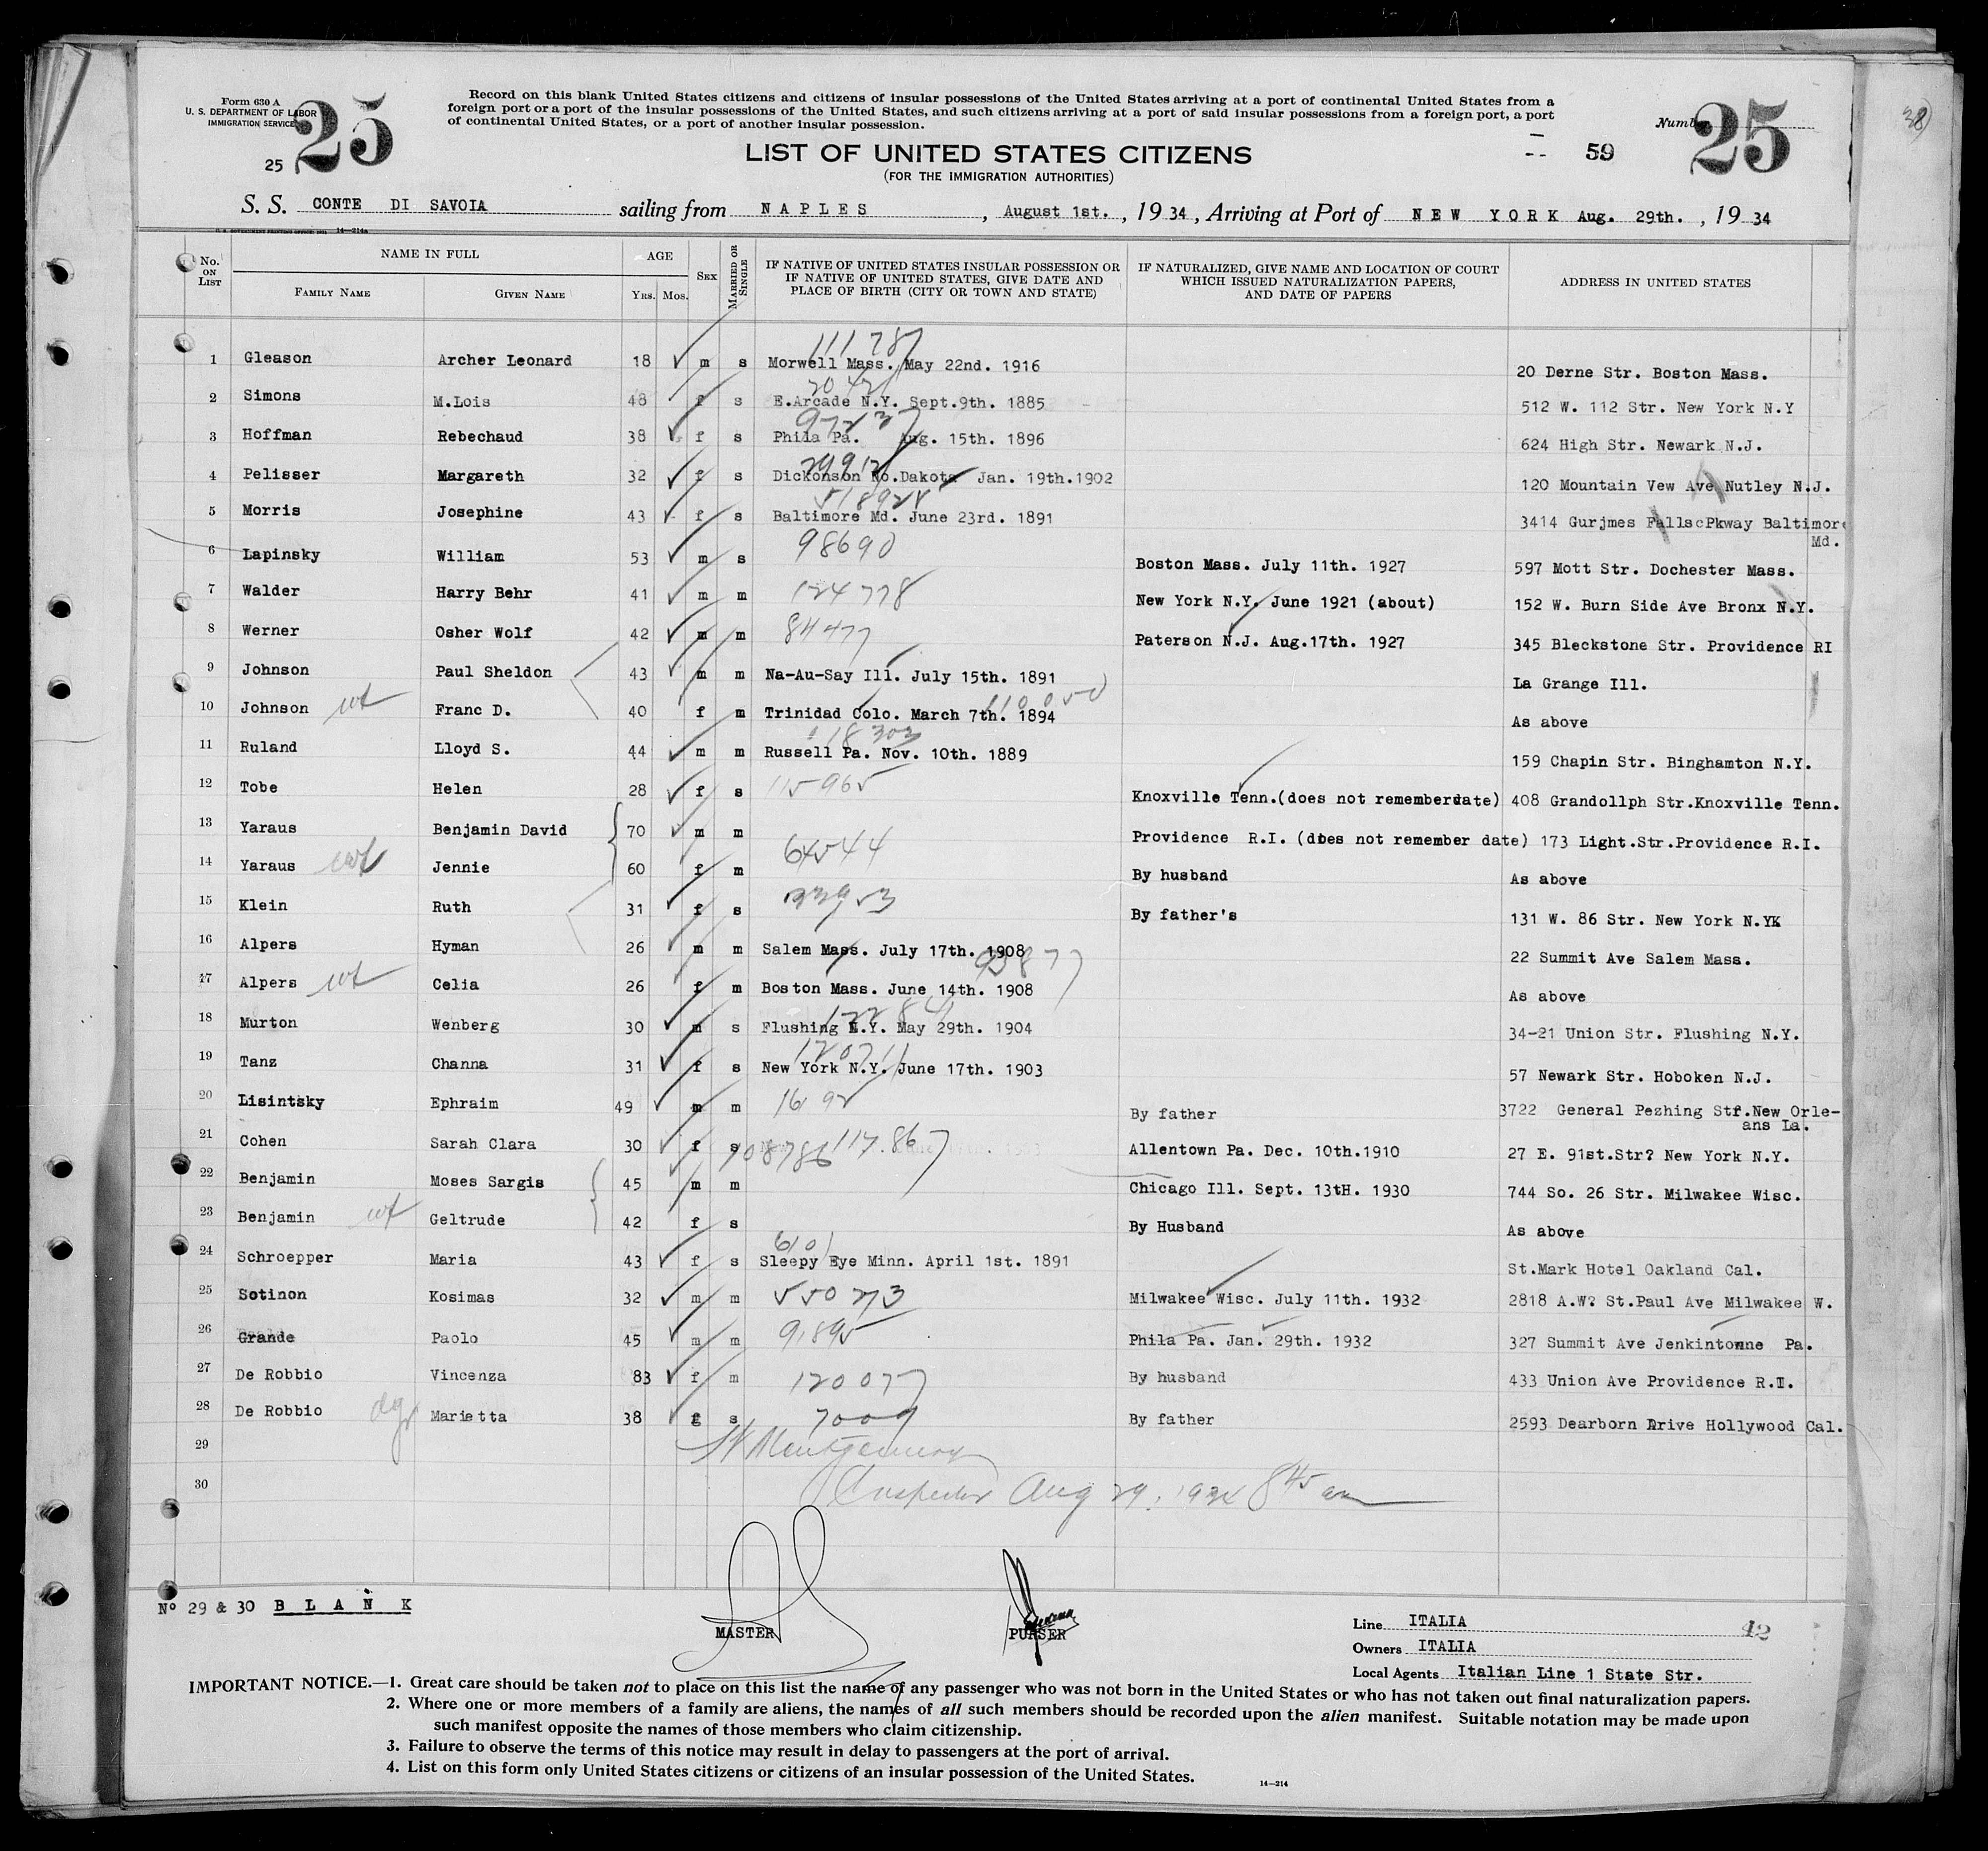 Form 630 A
U. S. DEPARTMENT OF LABOR
IMMIGRATION SERVICE
25
25
Record on this blank United States citizens and citizens of insular possessions of the United States arriving at a port of continental United States from a
foreign port or a port of the insular possessions of the United States, and such citizens arriving at a port of said insular possessions from a foreign port, a port
of continental United States, or a port of another insular possession.
Number 25
38
59
LIST OF UNITED STATES CITIZENS
(FOR THE IMMIGRATION AUTHORITIES)
S. S. CONTE DI SAVOIA sailing from NAPLES, August 1st., 1934, Arriving at Port of NEW YORK Aug. 29th., 1934
No. ON LIST NAME IN FULL FAMILY NAME GIVEN NAME AGE YRS. MOS. SEX MARRIED OR SINGLE IF NATIVE OF UNITED STATES INSULAR POSSESSION OR IF NATIVE OF UNITED STATES, GIVE DATE AND PLACE OF BIRTH (CITY OR TOWN AND STATE) IF NATURALIZED, GIVE NAME AND LOCATION OF COURT WHICH ISSUED NATURALIZATION PAPERS, AND DATE OF PAPERS ADDRESS IN UNITED STATES
111787
1 Gleason Archer Leonard 18 m s Morwell Mass. May 22nd. 1916 20 Derne Str. Boston Mass.
2 Simons M.Lois 48 f s E.Arcade N.Y. Sept.9th. 1885 512 W. 112 Str. New York N.Y
3 Hoffman Rebechaud 38 f s Phila Pa. Aug. 15th. 1896 624 High Str. Newark N.J.
4 Pelisser Margareth 32 f s Dickonson No.Dakota Jan. 19th.1902 120 Mountain Vew Ave Nutley N.J.
5 Morris Josephine 43 f s Baltimore Md. June 23rd. 1891 3414 Gurjmes FallscPkway Baltimore Md.
6 Lapinsky William 53 m s 98690 Boston Mass. July 11th. 1927 597 Mott Str. Dochester Mass.
7 Walder Harry Behr 41 m m 124778 New York N.Y. June 1921 (about) 152 W. Burn Side Ave Bronx N.Y.
8 Werner Osher Wolf 42 m m 84477 Paterson N.J. Aug.17th. 1927 345 Bleckstone Str. Providence RI
9 Johnson Paul Sheldon 43 m m Na-Au-Say Ill. July 15th. 1891 La Grange Ill.
10 Johnson wf Franc D. 40 f m Trinidad Colo. March 7th. 1894 As above
11 Ruland Lloyd S. 44 m m Russell Pa. Nov. 10th. 1889 159 Chapin Str. Binghamton N.Y.
12 Tobe Helen 28 f s 115965 Knoxville Tenn.(does not rememberdate) 408 Grandollph Str.Knoxville Tenn.
13 Yaraus Benjamin David 70 m m Providence R.I. (does not remember date) 173 Light.Str.Providence R.I.
64544
14 Yaraus wf Jennie 60 f m By husband As above
15 Klein Ruth 31 f s By father's 131 W. 86 Str. New York N.YK
16 Alpers Hyman 26 m m Salem Mass. July 17th. 1908 22 Summit Ave Salem Mass.
17 Alpers wf Celia 26 f m Boston Mass. June 14th. 1908 As above
18 Murton Wenberg 30 m s Flushing N.Y. May 29th. 1904 34-21 Union Str. Flushing N.Y.
19 Tanz Channa 31 f s New York N.Y. June 17th. 1903 57 Newark Str. Hoboken N.J.
20 Lisintsky Ephraim 49 m m By father 3722 General Pezhing Str.New Orle-
ans La.
21 Cohen Sarah Clara 30 f s Allentown Pa. Dec. 10th.1910 27 E. 91st.Str? New York N.Y.
22 Benjamin Moses Sargis 45 m m Chicago Ill. Sept. 13tH. 1930 744 So. 26 Str. Milwakee Wisc.
23 Benjamin wf Geltrude 42 f s By Husband As above
24 Schroepper Maria 43 f s Sleepy Eye Minn. April 1st. 1891 St.Mark Hotel Oakland Cal.
25 Sotinon Kosimas 32 m m 550273 Milwakee Wisc. July 11th. 1932 2818 A.W? St.Paul Ave Milwakee W.
26 Grande Paolo 45 m m Phila Pa. Jan. 29th. 1932 327 Summit Ave Jenkintowne Pa.
27 De Robbio Vincenza 83 f m 120077 By husband 433 Union Ave Providence R.I.
28 De Robbio dgr Marietta 38 f s 7009 By father 2593 Dearborn Drive Hollywood Cal.
29
30
Montgomery
Inspector Aug 29, 1934 8 45 am
No 29 & 30 BLANK
MASTER
PURSER
Line ITALIA
42
Owners ITALIA
Local Agents Italian Line 1 State Str.
IMPORTANT NOTICE.—1. Great care should be taken not to place on this list the name of any passenger who was not born in the United States or who has not taken out final naturalization papers.
2. Where one or more members of a family are aliens, the names of all such members should be recorded upon the alien manifest. Suitable notation may be made upon
such manifest opposite the names of those members who claim citizenship.
3. Failure to observe the terms of this notice may result in delay to passengers at the port of arrival.
4. List on this form only United States citizens or citizens of an insular possession of the United States.
14—214